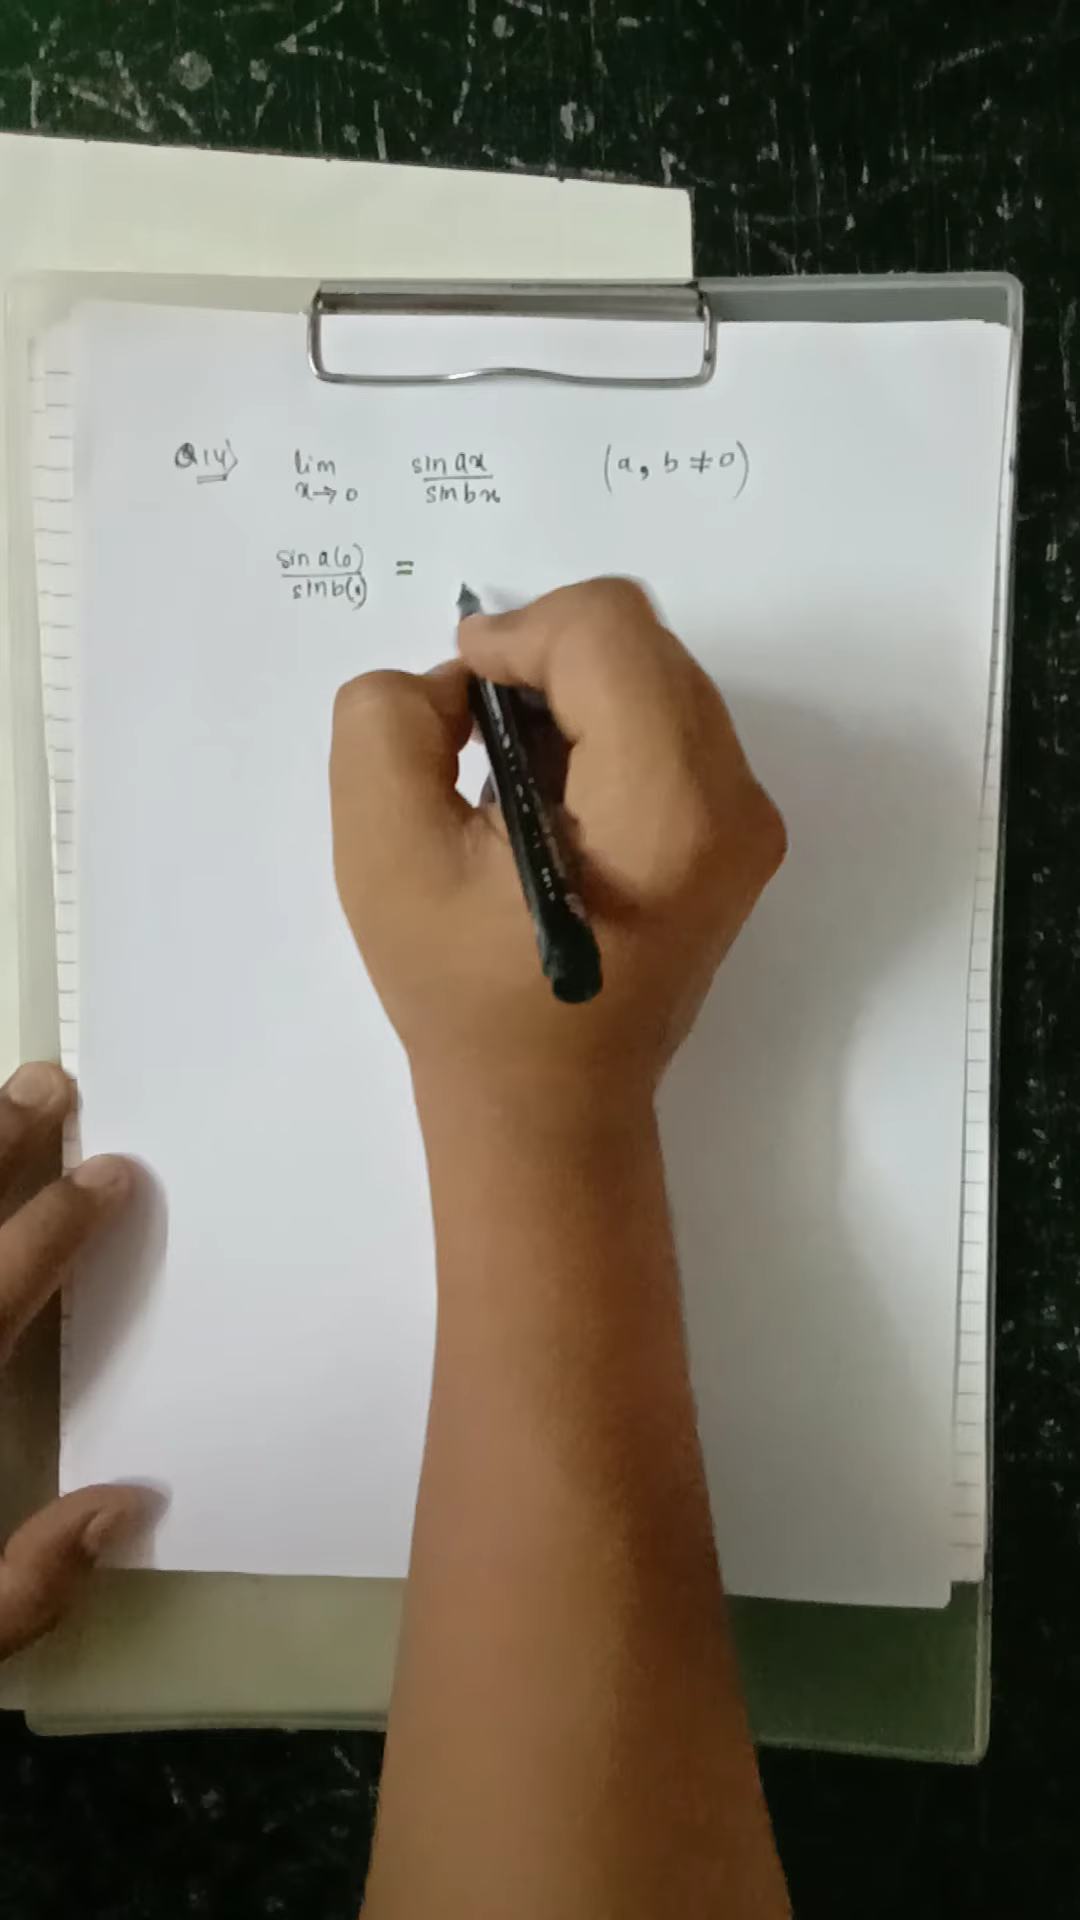 Q14) lim x→0 sin ax / sin bx (a, b ≠ 0)
sin a(0) / sin b(0) =